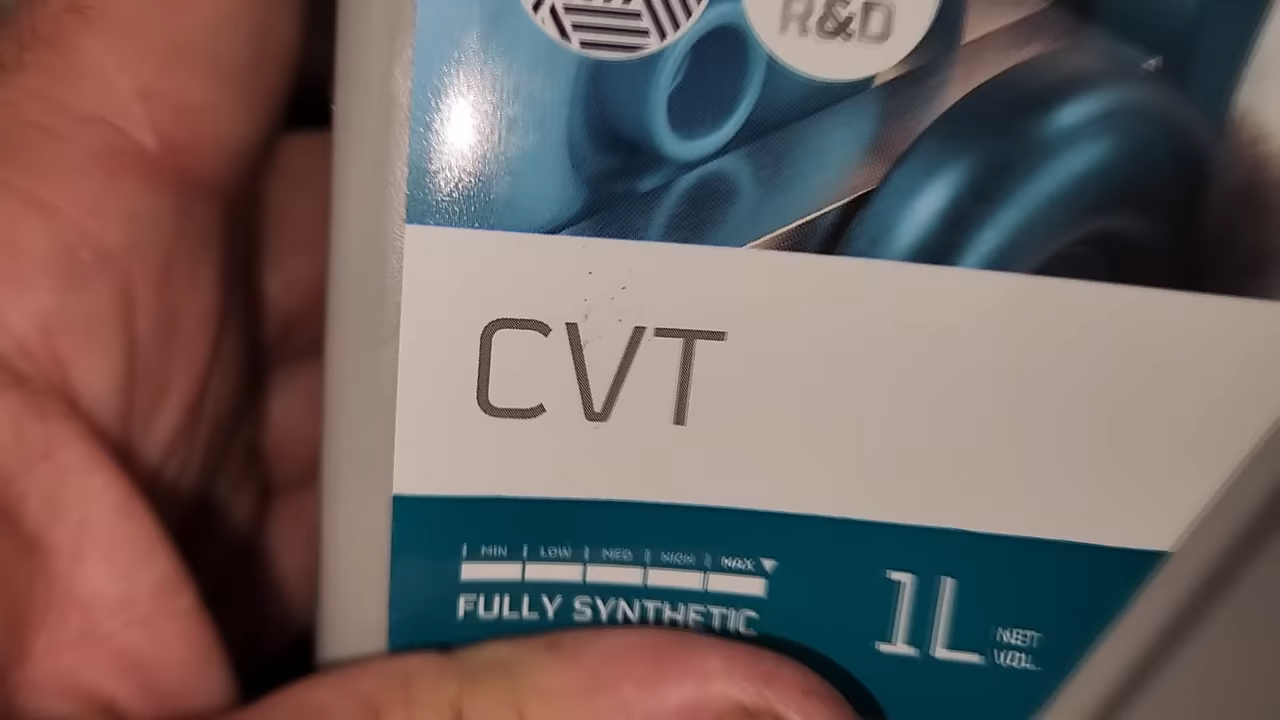 R&D
CVT
MIN LOW MED HIGH MAX
FULLY SYNTHETIC
1L NET
VOL.